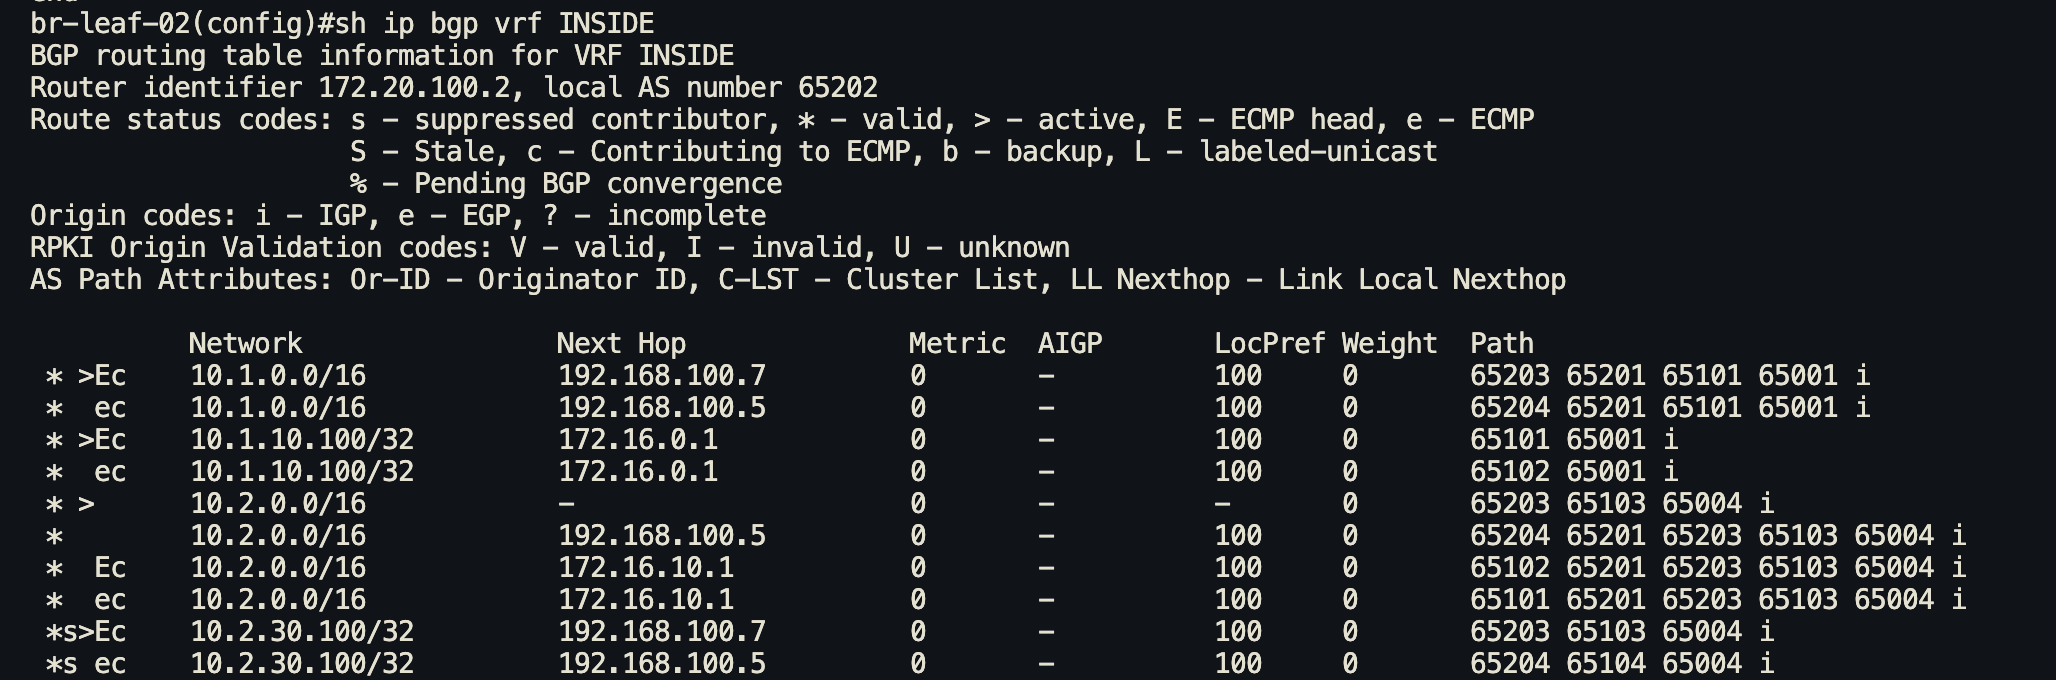 br-leaf-02(config)#sh ip bgp vrf INSIDE
BGP routing table information for VRF INSIDE
Router identifier 172.20.100.2, local AS number 65202
Route status codes: s - suppressed contributor, * - valid, > - active, E - ECMP head, e - ECMP
                    S - Stale, c - Contributing to ECMP, b - backup, L - labeled-unicast
                    % - Pending BGP convergence
Origin codes: i - IGP, e - EGP, ? - incomplete
RPKI Origin Validation codes: V - valid, I - invalid, U - unknown
AS Path Attributes: Or-ID - Originator ID, C-LST - Cluster List, LL Nexthop - Link Local Nexthop
          Network                Next Hop              Metric  AIGP       LocPref Weight  Path
 * >Ec    10.1.0.0/16            192.168.100.7         0       -          100     0       65203 65201 65101 65001 i
 *  ec    10.1.0.0/16            192.168.100.5         0       -          100     0       65204 65201 65101 65001 i
 * >Ec    10.1.10.100/32         172.16.0.1            0       -          100     0       65101 65001 i
 *  ec    10.1.10.100/32         172.16.0.1            0       -          100     0       65102 65001 i
 * >      10.2.0.0/16            -                     0       -          -       0       65203 65103 65004 i
 *        10.2.0.0/16            192.168.100.5         0       -          100     0       65204 65201 65203 65103 65004 i
 *  Ec    10.2.0.0/16            172.16.10.1           0       -          100     0       65102 65201 65203 65103 65004 i
 *  ec    10.2.0.0/16            172.16.10.1           0       -          100     0       65101 65201 65203 65103 65004 i
 *s>Ec    10.2.30.100/32         192.168.100.7         0       -          100     0       65203 65103 65004 i
 *s ec    10.2.30.100/32         192.168.100.5         0       -          100     0       65204 65104 65004 i